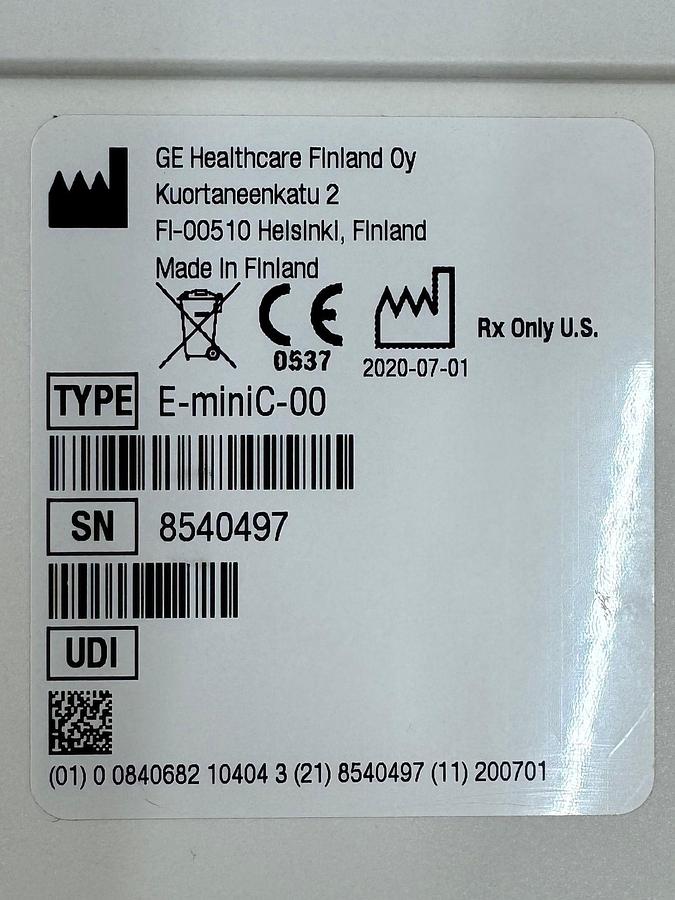 GE Healthcare Finland Oy
Kuortaneenkatu 2
FI-00510 Helsinki, Finland
Made in Finland
CE
0537
2020-07-01
Rx Only U.S.
TYPE E-miniC-00
SN 8540497
UDI
(01) 0 0840682 10404 3 (21) 8540497 (11) 200701